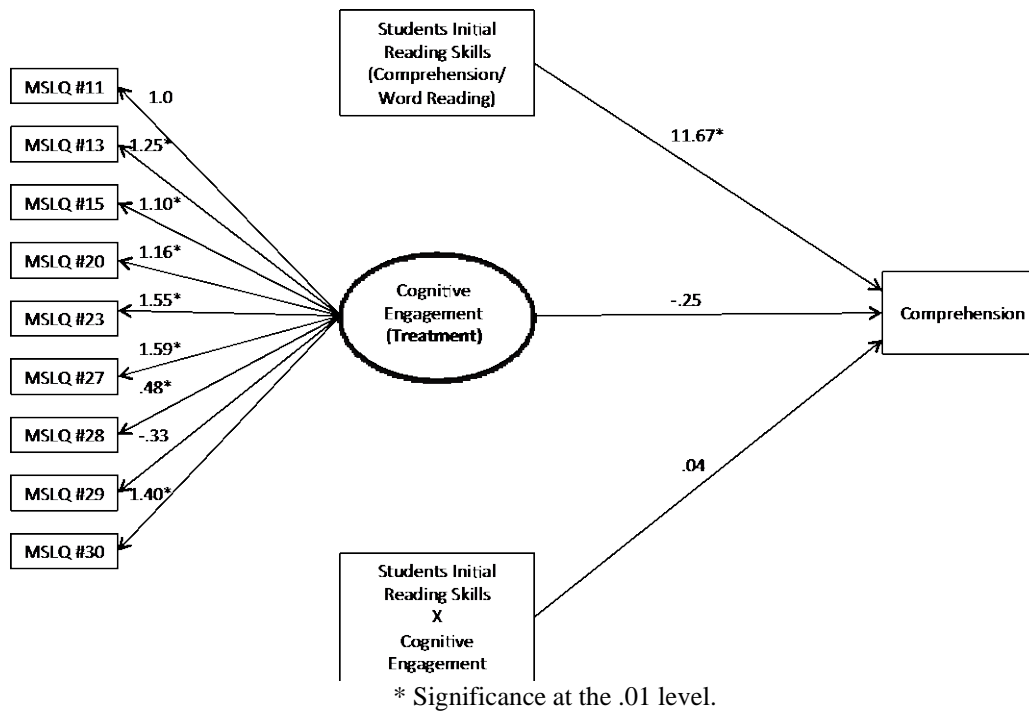 Students Initial
Reading Skills
(Comprehension/
Word Reading)
MSLQ #11
1.0
MSLQ #13
1.25*
11.67*
MSLQ #15
1.10*
MSLQ #20
1.16*
MSLQ #23
1.55*
Cognitive
Engagement
(Treatment)
-.25
Comprehension
MSLQ #27
1.59*
.48*
MSLQ #28
-.33
.04
MSLQ #29
1.40*
MSLQ #30
Students Initial
Reading Skills
X
Cognitive
Engagement
* Significance at the .01 level.